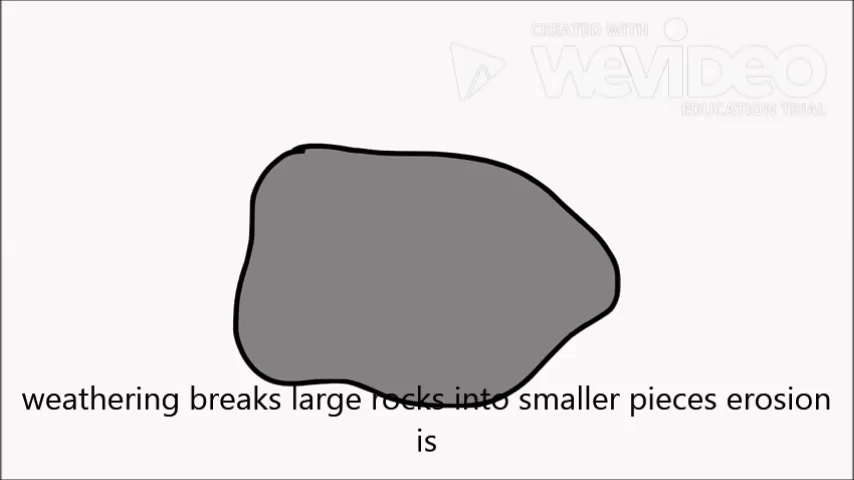 CREATED WITH
WeVideo
EDUCATION TRIAL
weathering breaks large rocks into smaller pieces erosion
is